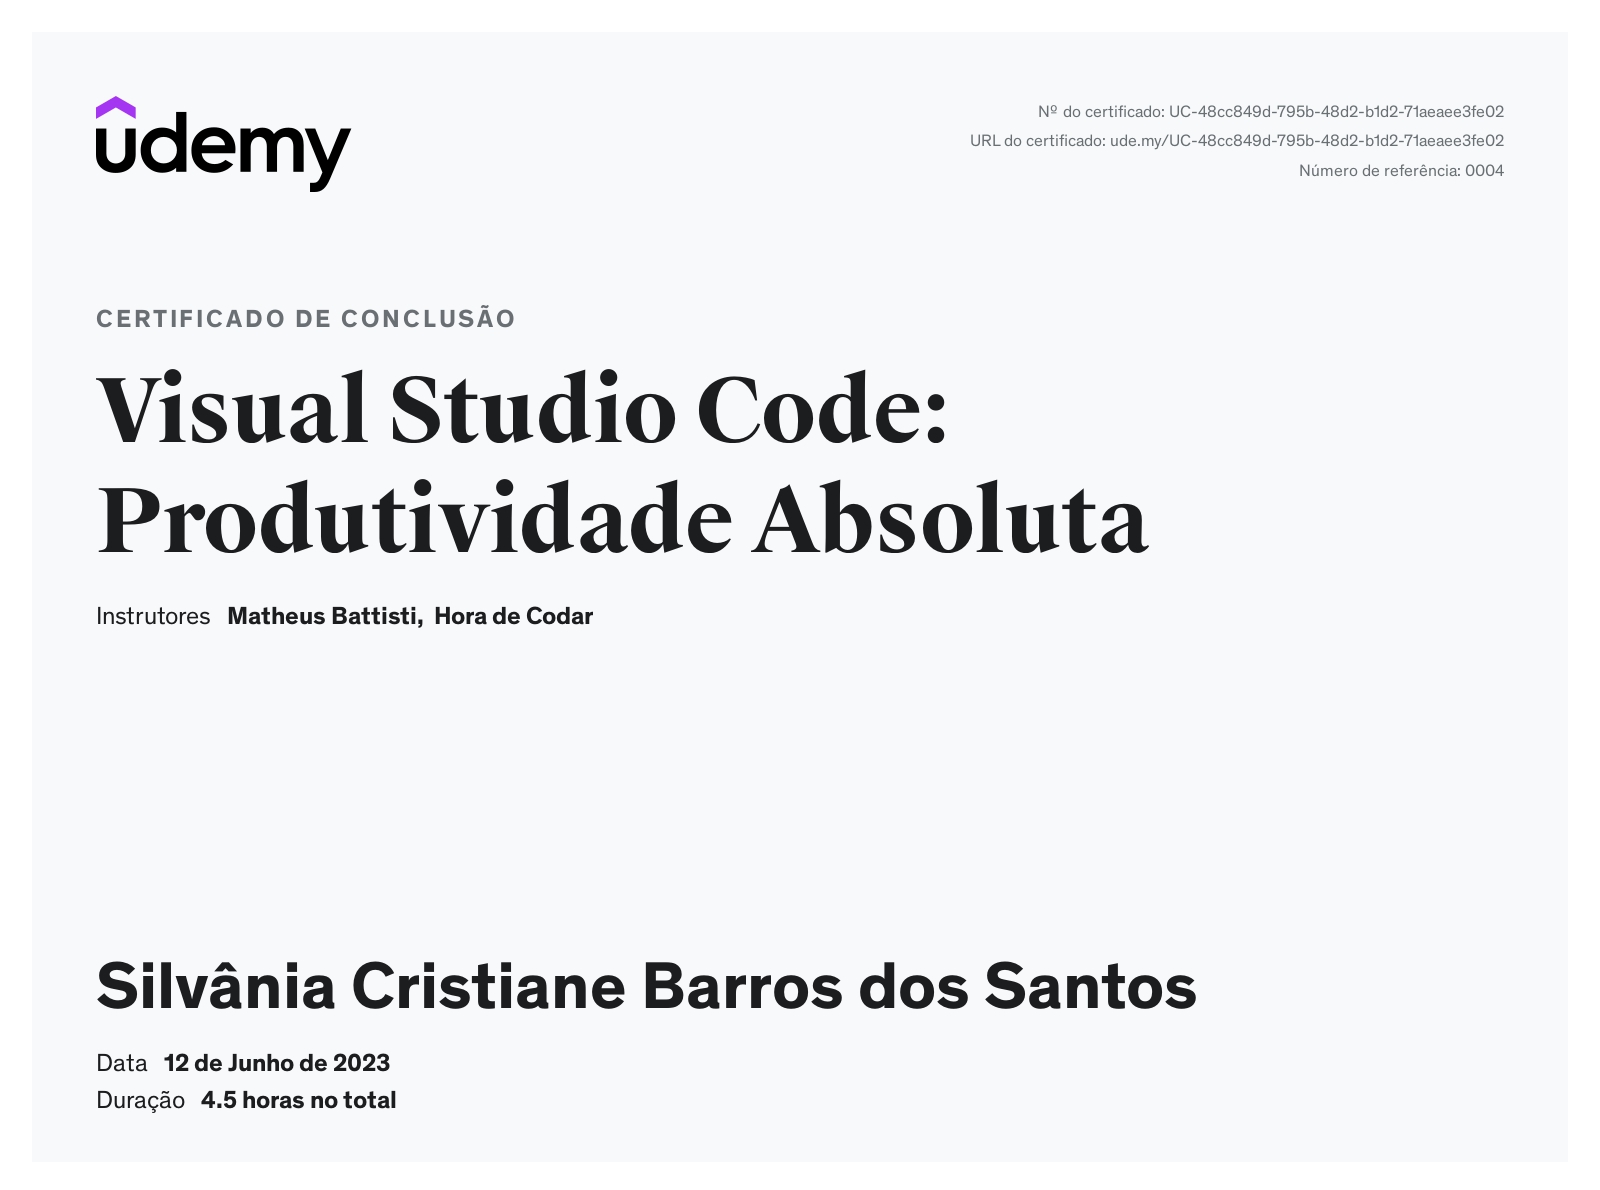 udemy
Nº do certificado: UC-48cc849d-795b-48d2-b1d2-71aeaee3fe02
URL do certificado: ude.my/UC-48cc849d-795b-48d2-b1d2-71aeaee3fe02
Número de referência: 0004
CERTIFICADO DE CONCLUSÃO
Visual Studio Code:
Produtividade Absoluta
Instrutores Matheus Battisti, Hora de Codar
Silvânia Cristiane Barros dos Santos
Data 12 de Junho de 2023
Duração 4.5 horas no total